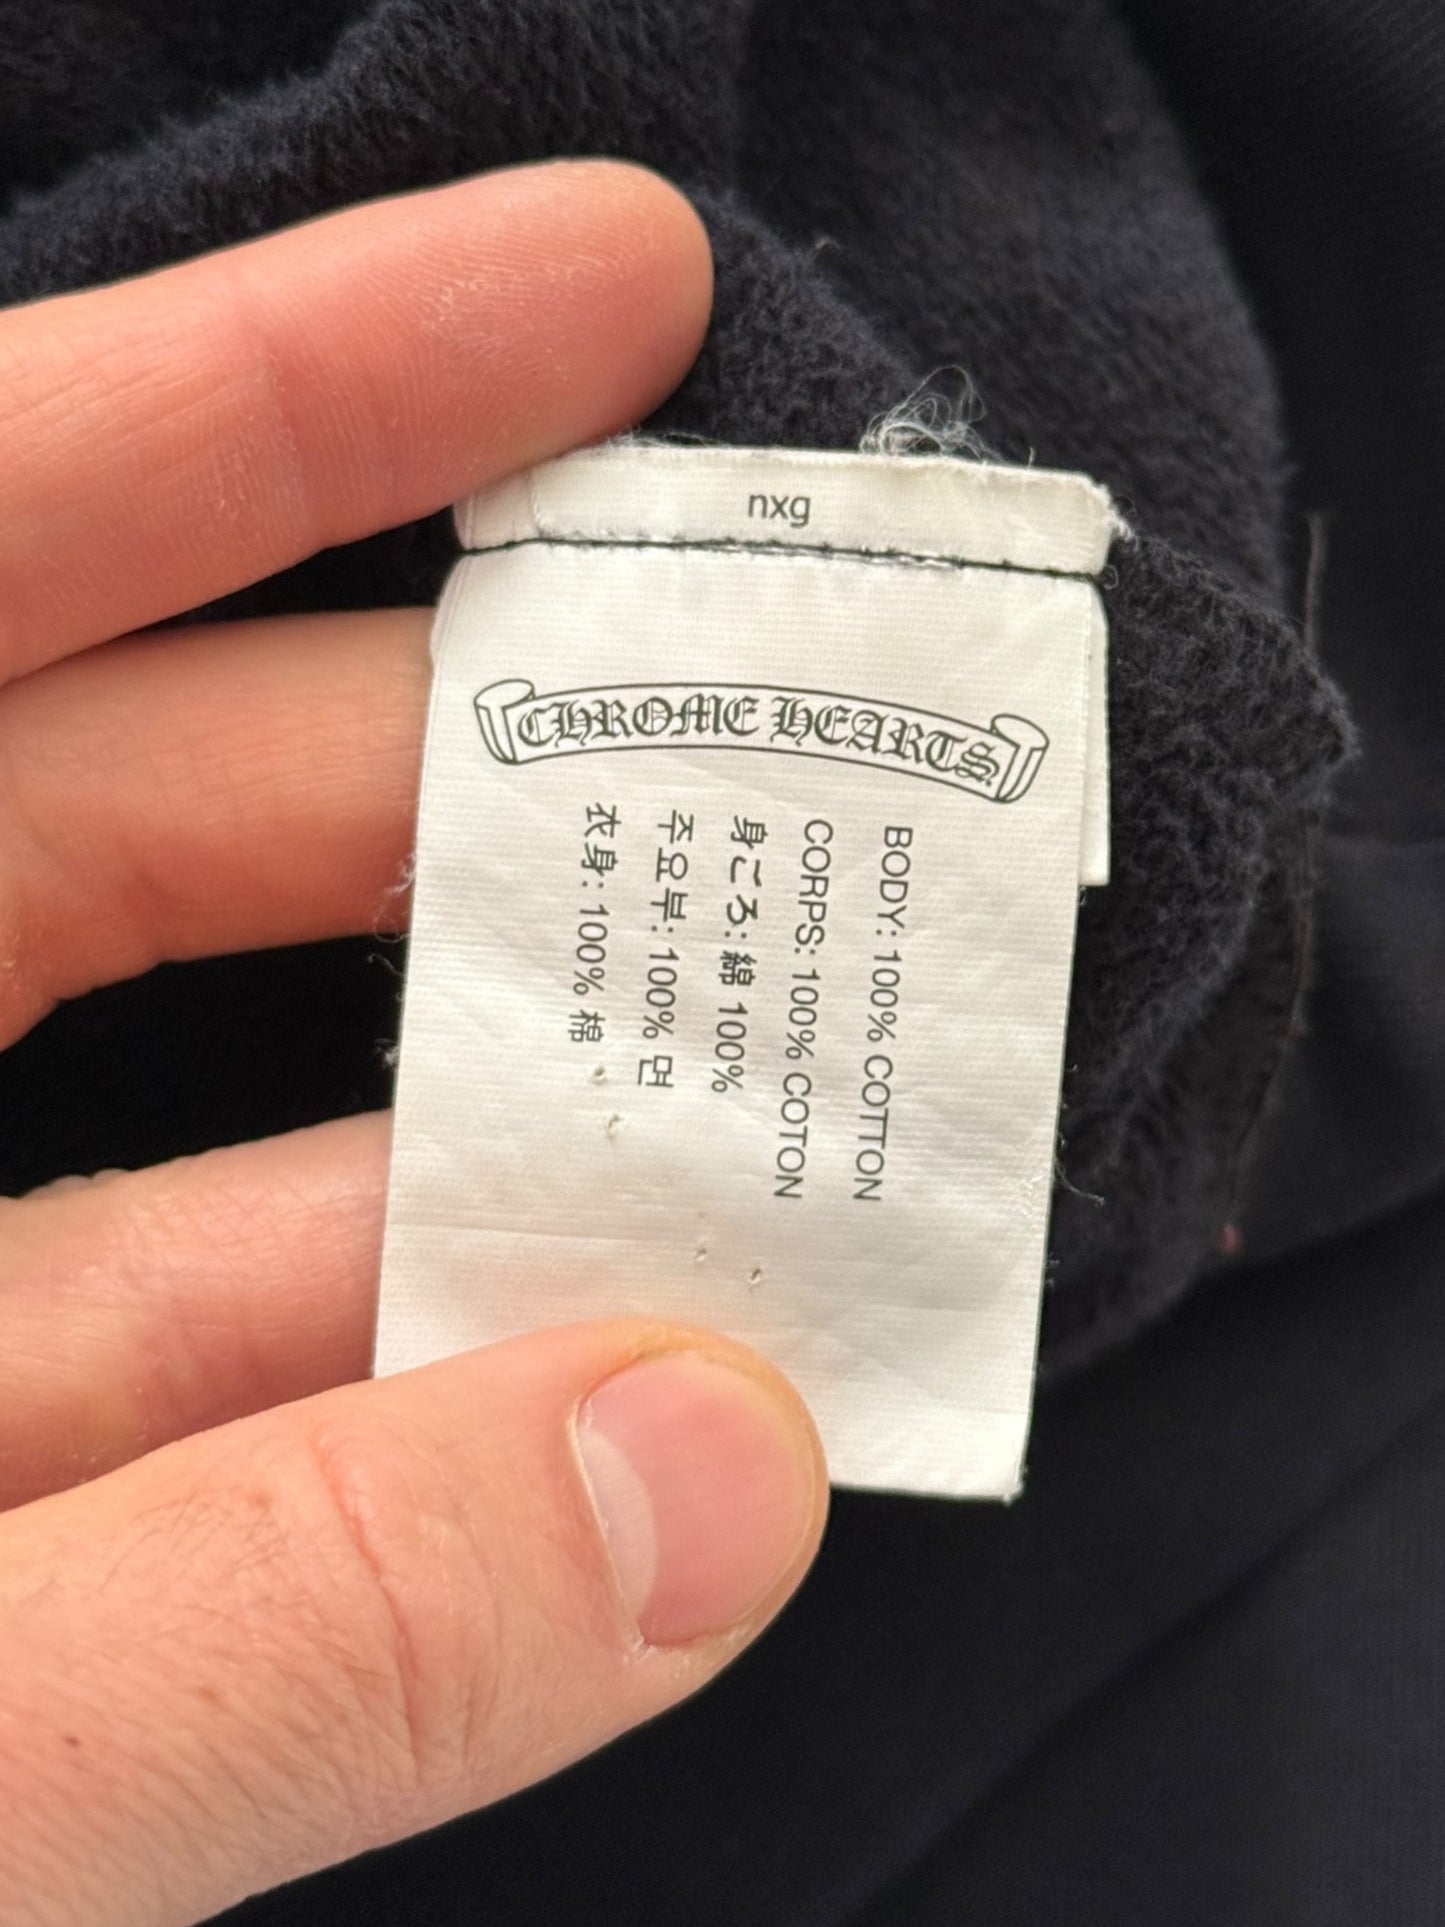 nxg
CHROME HEARTS
BODY: 100% COTTON
CORPS: 100% COTON
身ごろ: 綿 100%
주요부: 100% 면
衣身: 100% 棉